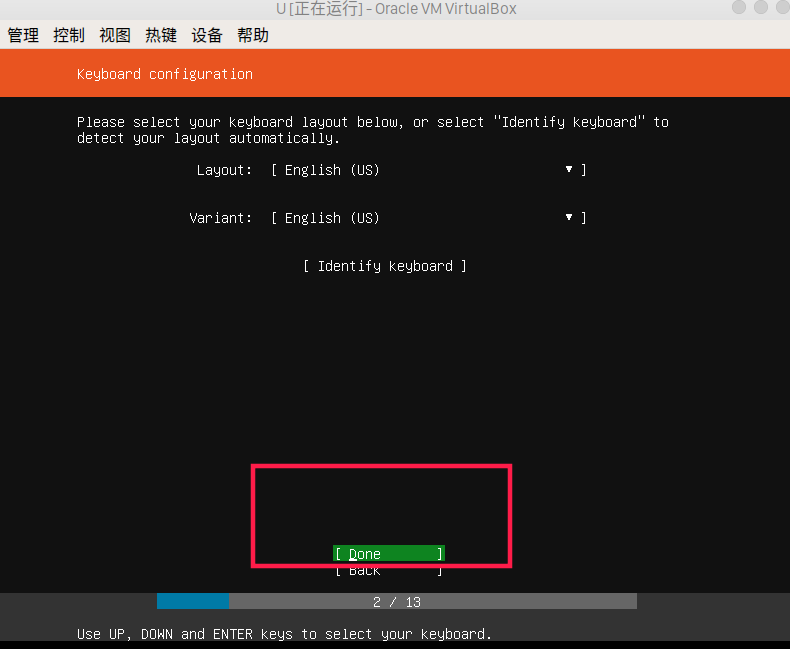 U [正在运行] - Oracle VM VirtualBox
管理 控制 视图 热键 设备 帮助
Keyboard configuration
Please select your keyboard layout below, or select "Identify keyboard" to
detect your layout automatically.
Layout: [ English (US) ▾ ]
Variant: [ English (US) ▾ ]
[ Identify keyboard ]
[ Done ]
[ Back ]
2 / 13
Use UP, DOWN and ENTER keys to select your keyboard.